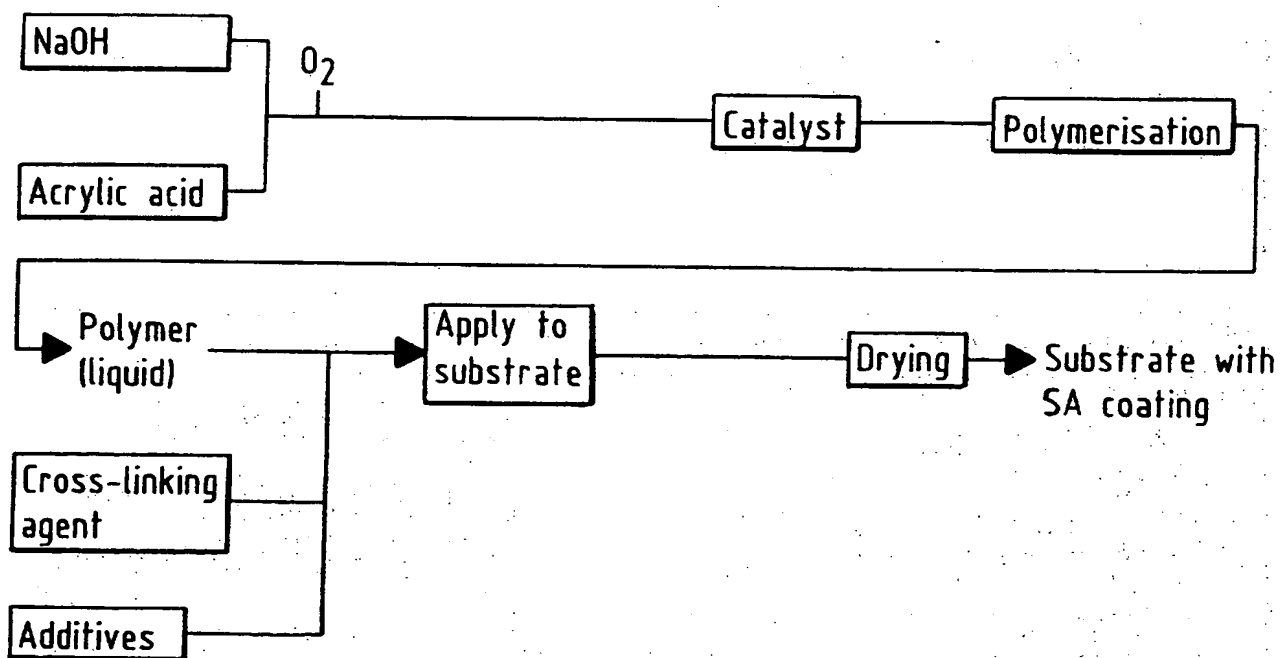 NaOH
O2
Catalyst
Polymerisation
Acrylic acid
Polymer
(liquid)
Apply to
substrate
Drying
Substrate with
SA coating
Cross-linking
agent
Additives